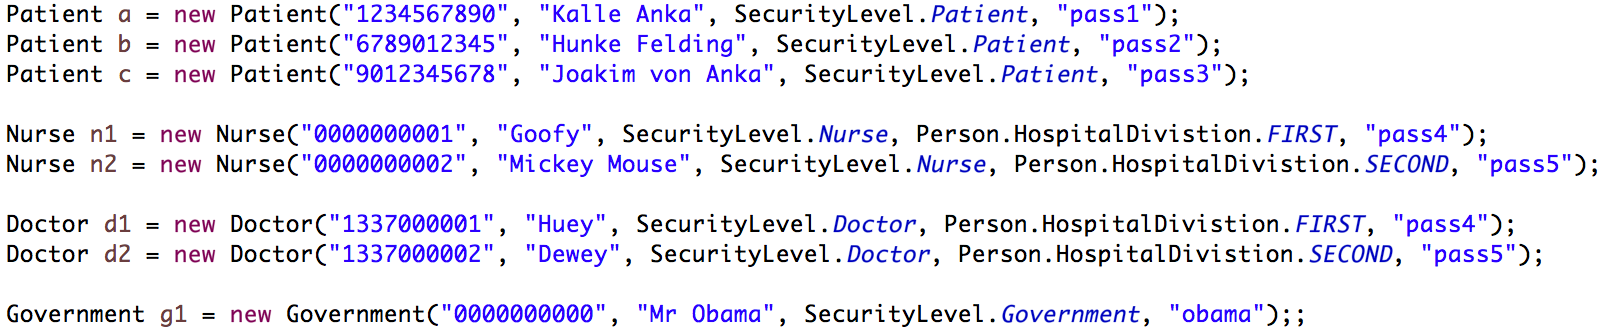 Patient a = new Patient("1234567890", "Kalle Anka", SecurityLevel.Patient, "pass1");
Patient b = new Patient("6789012345", "Hunke Felding", SecurityLevel.Patient, "pass2");
Patient c = new Patient("9012345678", "Joakim von Anka", SecurityLevel.Patient, "pass3");
Nurse n1 = new Nurse("0000000001", "Goofy", SecurityLevel.Nurse, Person.HospitalDivistion.FIRST, "pass4");
Nurse n2 = new Nurse("0000000002", "Mickey Mouse", SecurityLevel.Nurse, Person.HospitalDivistion.SECOND, "pass5");
Doctor d1 = new Doctor("1337000001", "Huey", SecurityLevel.Doctor, Person.HospitalDivistion.FIRST, "pass4");
Doctor d2 = new Doctor("1337000002", "Dewey", SecurityLevel.Doctor, Person.HospitalDivistion.SECOND, "pass5");
Government g1 = new Government("0000000000", "Mr Obama", SecurityLevel.Government, "obama");;